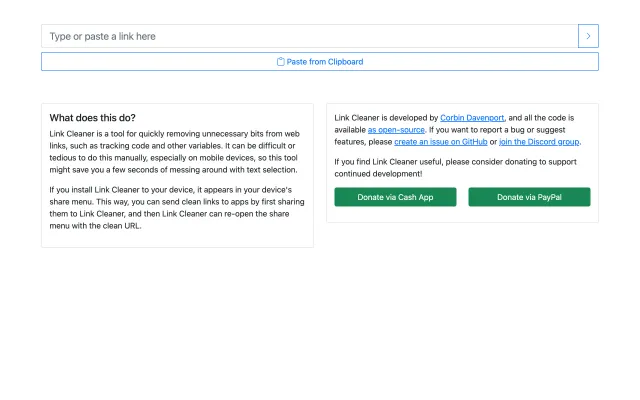 Type or paste a link here
Paste from Clipboard
What does this do?
Link Cleaner is a tool for quickly removing unnecessary bits from web
links, such as tracking code and other variables. It can be difficult or
tedious to do this manually, especially on mobile devices, so this tool
might save you a few seconds of messing around with text selection.
If you install Link Cleaner to your device, it appears in your device's
share menu. This way, you can send clean links to apps by first sharing
them to Link Cleaner, and then Link Cleaner can re-open the share
menu with the clean URL.
Link Cleaner is developed by Corbin Davenport, and all the code is
available as open-source. If you want to report a bug or suggest
features, please create an issue on GitHub or join the Discord group.
If you find Link Cleaner useful, please consider donating to support
continued development!
Donate via Cash App
Donate via PayPal